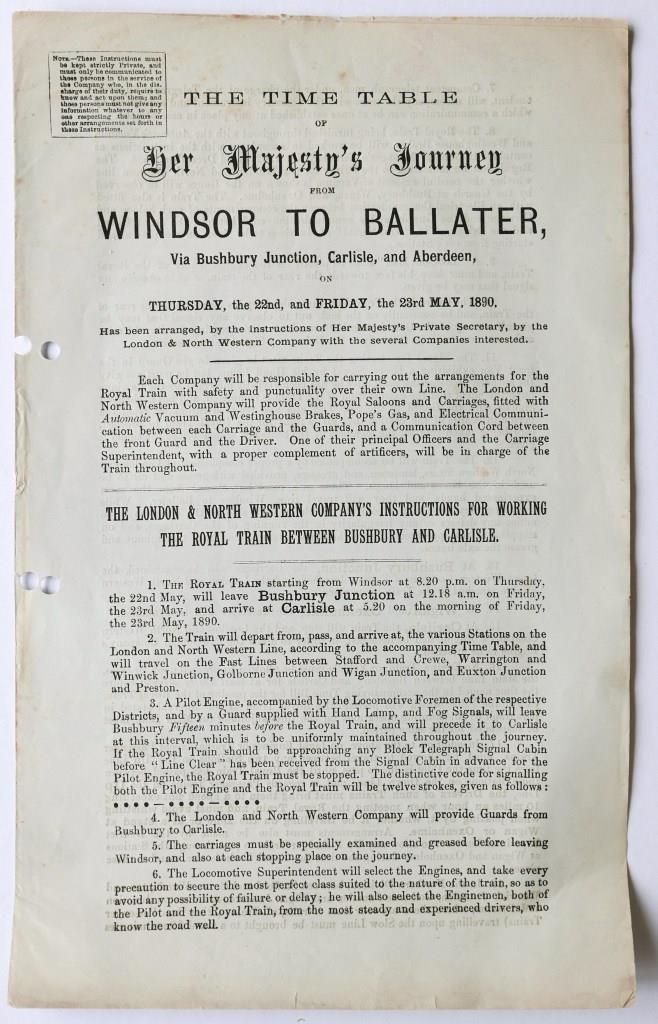 NOTE.—These Instructions must
be kept strictly Private, and
must only be communicated to
those persons in the service of
the Company who, in the dis-
charge of their duty, require to
know and act upon them; and
those persons must not give any
information whatever to any
one respecting the hours or
other arrangements set forth in
these Instructions.
THE TIME TABLE
OF
Her Majesty's Journey
FROM
WINDSOR TO BALLATER,
Via Bushbury Junction, Carlisle, and Aberdeen,
ON
THURSDAY, the 22nd, and FRIDAY, the 23rd MAY, 1890.
Has been arranged, by the instructions of Her Majesty's Private Secretary, by the
London & North Western Company with the several Companies interested.
Each Company will be responsible for carrying out the arrangements for the
Royal Train with safety and punctuality over their own Line. The London and
North Western Company will provide the Royal Saloons and Carriages, fitted with
Automatic Vacuum and Westinghouse Brakes, Pope's Gas, and Electrical Communi-
cation between each Carriage and the Guards, and a Communication Cord between
the front Guard and the Driver. One of their principal Officers and the Carriage
Superintendent, with a proper complement of artificers, will be in charge of the
Train throughout.
THE LONDON & NORTH WESTERN COMPANY'S INSTRUCTIONS FOR WORKING
THE ROYAL TRAIN BETWEEN BUSHBURY AND CARLISLE.
1. THE ROYAL TRAIN starting from Windsor at 8.20 p.m. on Thursday,
the 22nd May, will leave Bushbury Junction at 12.18 a.m. on Friday,
the 23rd May, and arrive at Carlisle at 5.20 on the morning of Friday,
the 23rd May, 1890.
2. The Train will depart from, pass, and arrive at, the various Stations on the
London and North Western Line, according to the accompanying Time Table, and
will travel on the Fast Lines between Stafford and Crewe, Warrington and
Winwick Junction, Golborne Junction and Wigan Junction, and Euxton Junction
and Preston.
3. A Pilot Engine, accompanied by the Locomotive Foremen of the respective
Districts, and by a Guard supplied with Hand Lamp, and Fog Signals, will leave
Bushbury Fifteen minutes before the Royal Train, and will precede it to Carlisle
at this interval, which is to be uniformly maintained throughout the journey.
If the Royal Train should be approaching any Block Telegraph Signal Cabin
before "Line Clear" has been received from the Signal Cabin in advance for the
Pilot Engine, the Royal Train must be stopped. The distinctive code for signalling
both the Pilot Engine and the Royal Train will be twelve strokes, given as follows:
• • • • — • • • • — • • • •
4. The London and North Western Company will provide Guards from
Bushbury to Carlisle.
5. The carriages must be specially examined and greased before leaving
Windsor, and also at each stopping place on the journey.
6. The Locomotive Superintendent will select the Engines, and take every
precaution to secure the most perfect class suited to the nature of the train, so as to
avoid any possibility of failure or delay; he will also select the Enginemen, both of
the Pilot and the Royal Train, from the most steady and experienced drivers, who
know the road well.